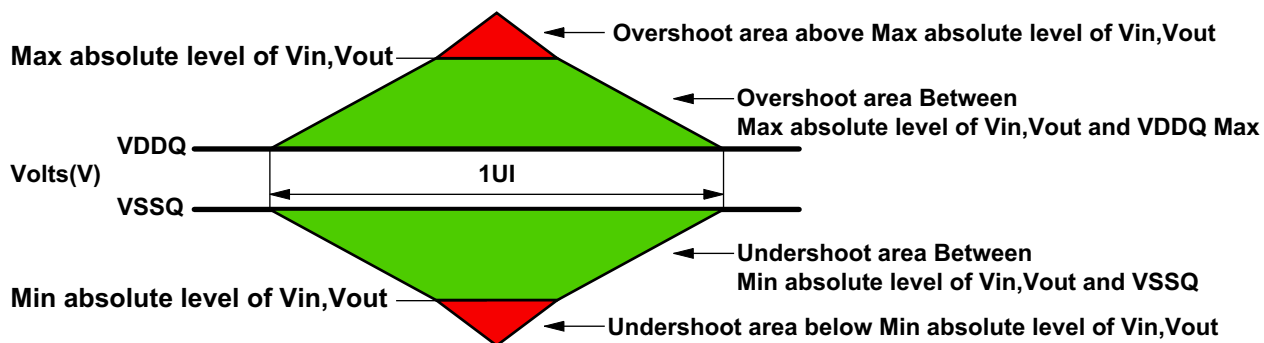 Overshoot area above Max absolute level of Vin,Vout
Max absolute level of Vin,Vout
Overshoot area Between
Max absolute level of Vin,Vout and VDDQ Max
VDDQ
Volts(V)
1UI
VSSQ
Undershoot area Between
Min absolute level of Vin,Vout and VSSQ
Min absolute level of Vin,Vout
Undershoot area below Min absolute level of Vin,Vout